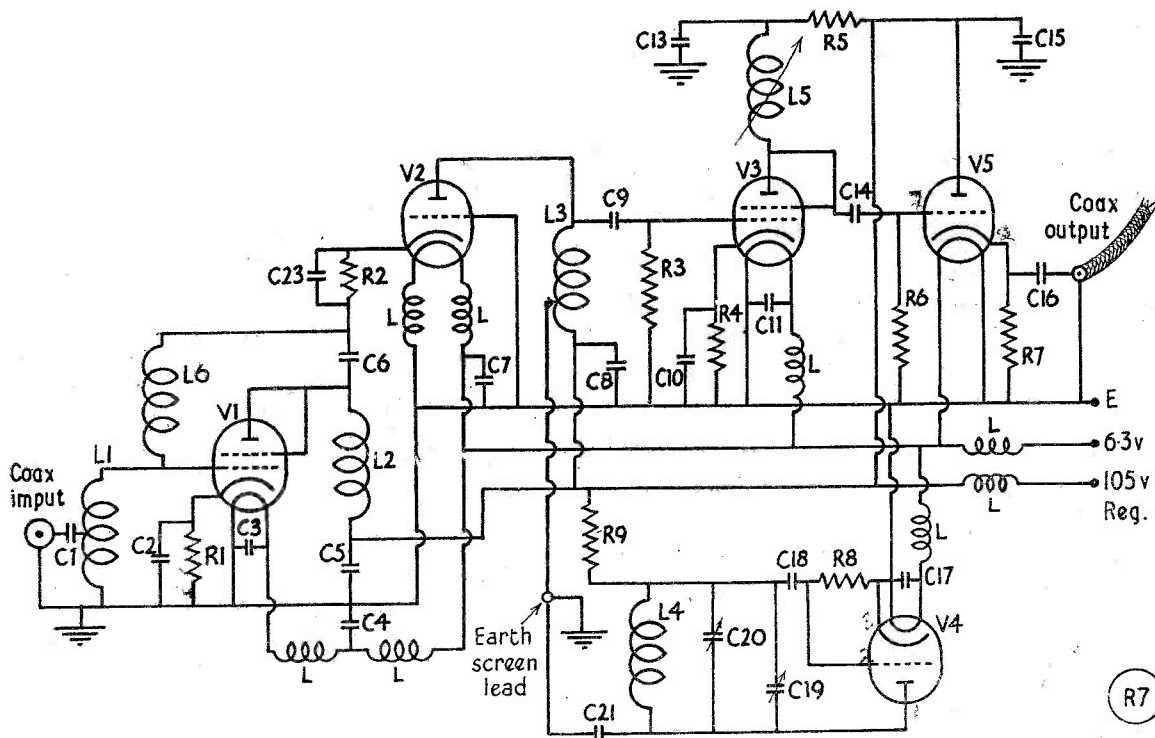 C13
R5
C15
L5
V2
V3
V5
Coax
output
C9
C14
L3
C23
R2
R3
C16
L
L
C7
C6
R4
C11
R6
R7
L6
C8
C10
L
V1
E
L1
L2
L
6·3v
Coax
imput
105v
Reg.
L
C1
C2
R1
C3
C5
R9
L
C18
R8
C17
C4
L4
V4
Earth
screen
lead
C20
L
L
C19
C21
R7